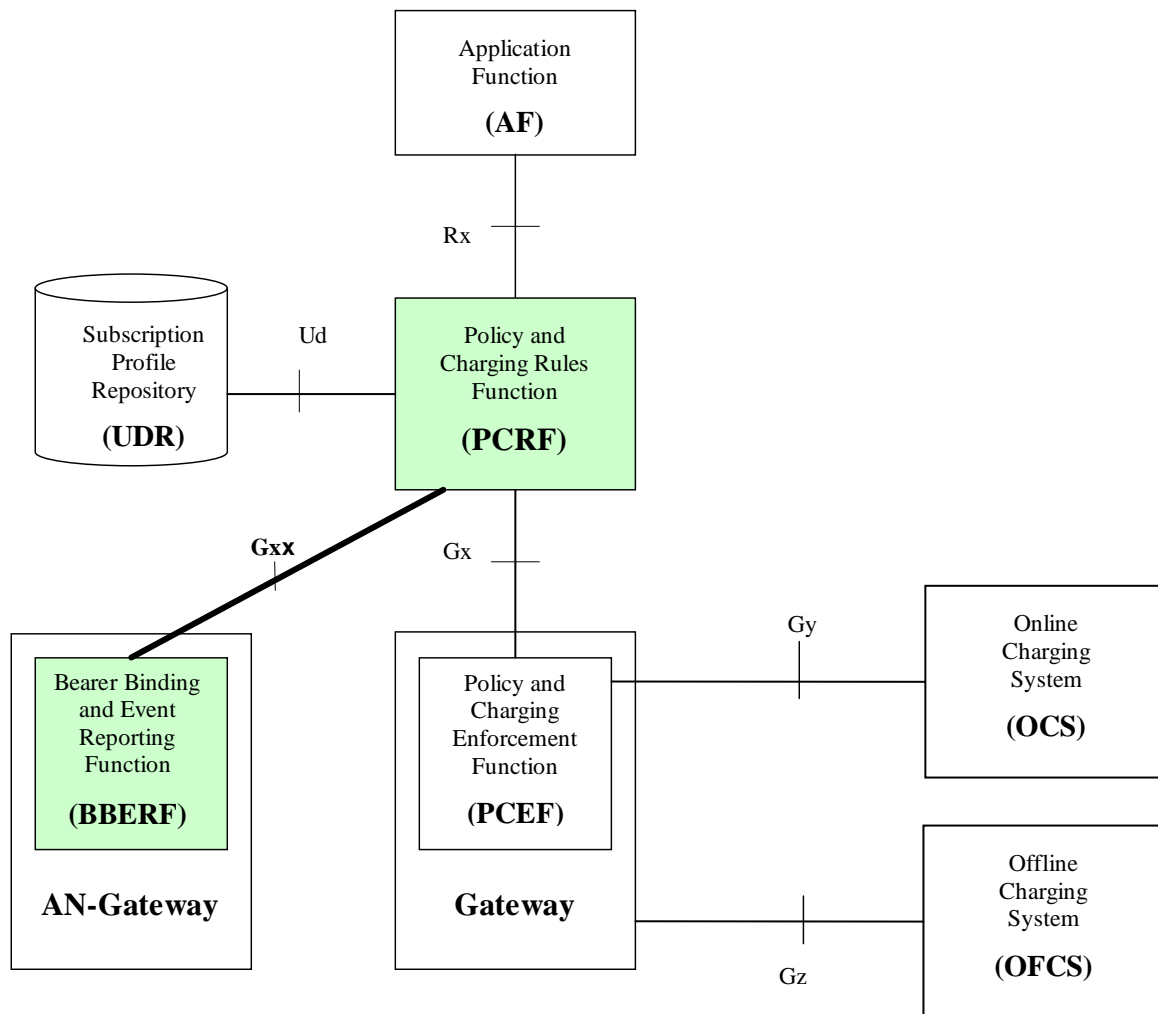 Application
Function
(AF)
Rx
Subscription
Profile
Repository
(UDR)
Ud
Policy and
Charging Rules
Function
(PCRF)
Gxx
Gx
Bearer Binding
and Event
Reporting
Function
(BBERF)
AN-Gateway
Policy and
Charging
Enforcement
Function
(PCEF)
Gateway
Gy
Online
Charging
System
(OCS)
Gz
Offline
Charging
System
(OFCS)